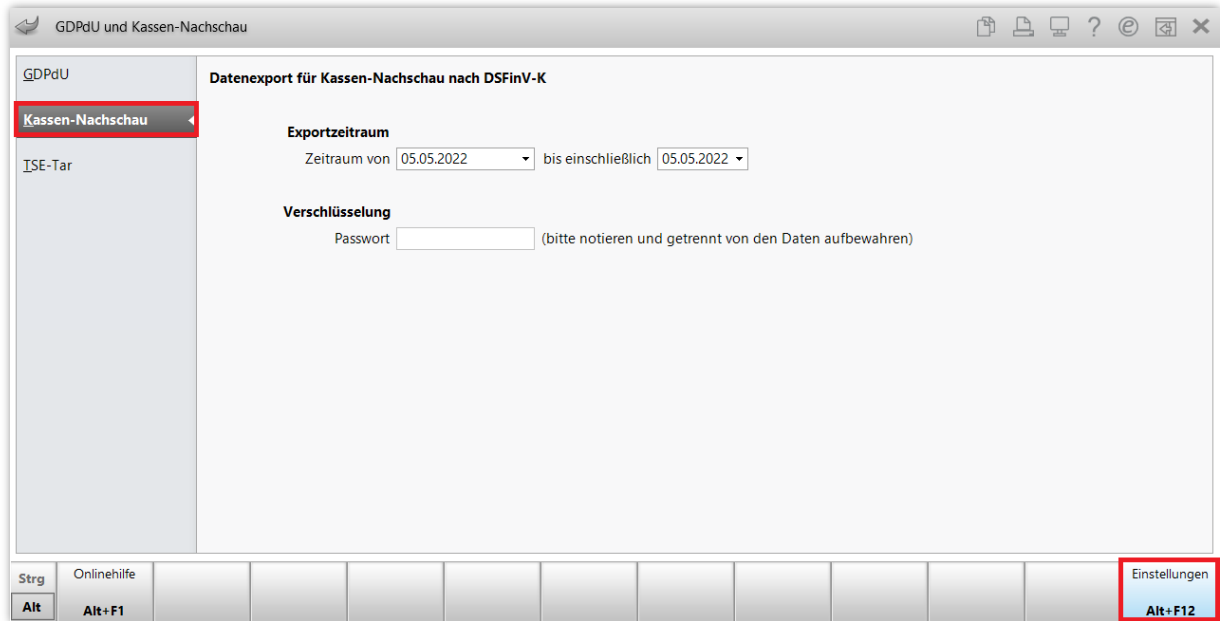 GDPdU und Kassen-Nachschau
GDPdU
Kassen-Nachschau
TSE-Tar
Datenexport für Kassen-Nachschau nach DSFinV-K
Exportzeitraum
Zeitraum von 05.05.2022 bis einschließlich 05.05.2022
Verschlüsselung
Passwort (bitte notieren und getrennt von den Daten aufbewahren)
Strg
Alt
Onlinehilfe
Alt+F1
Einstellungen
Alt+F12